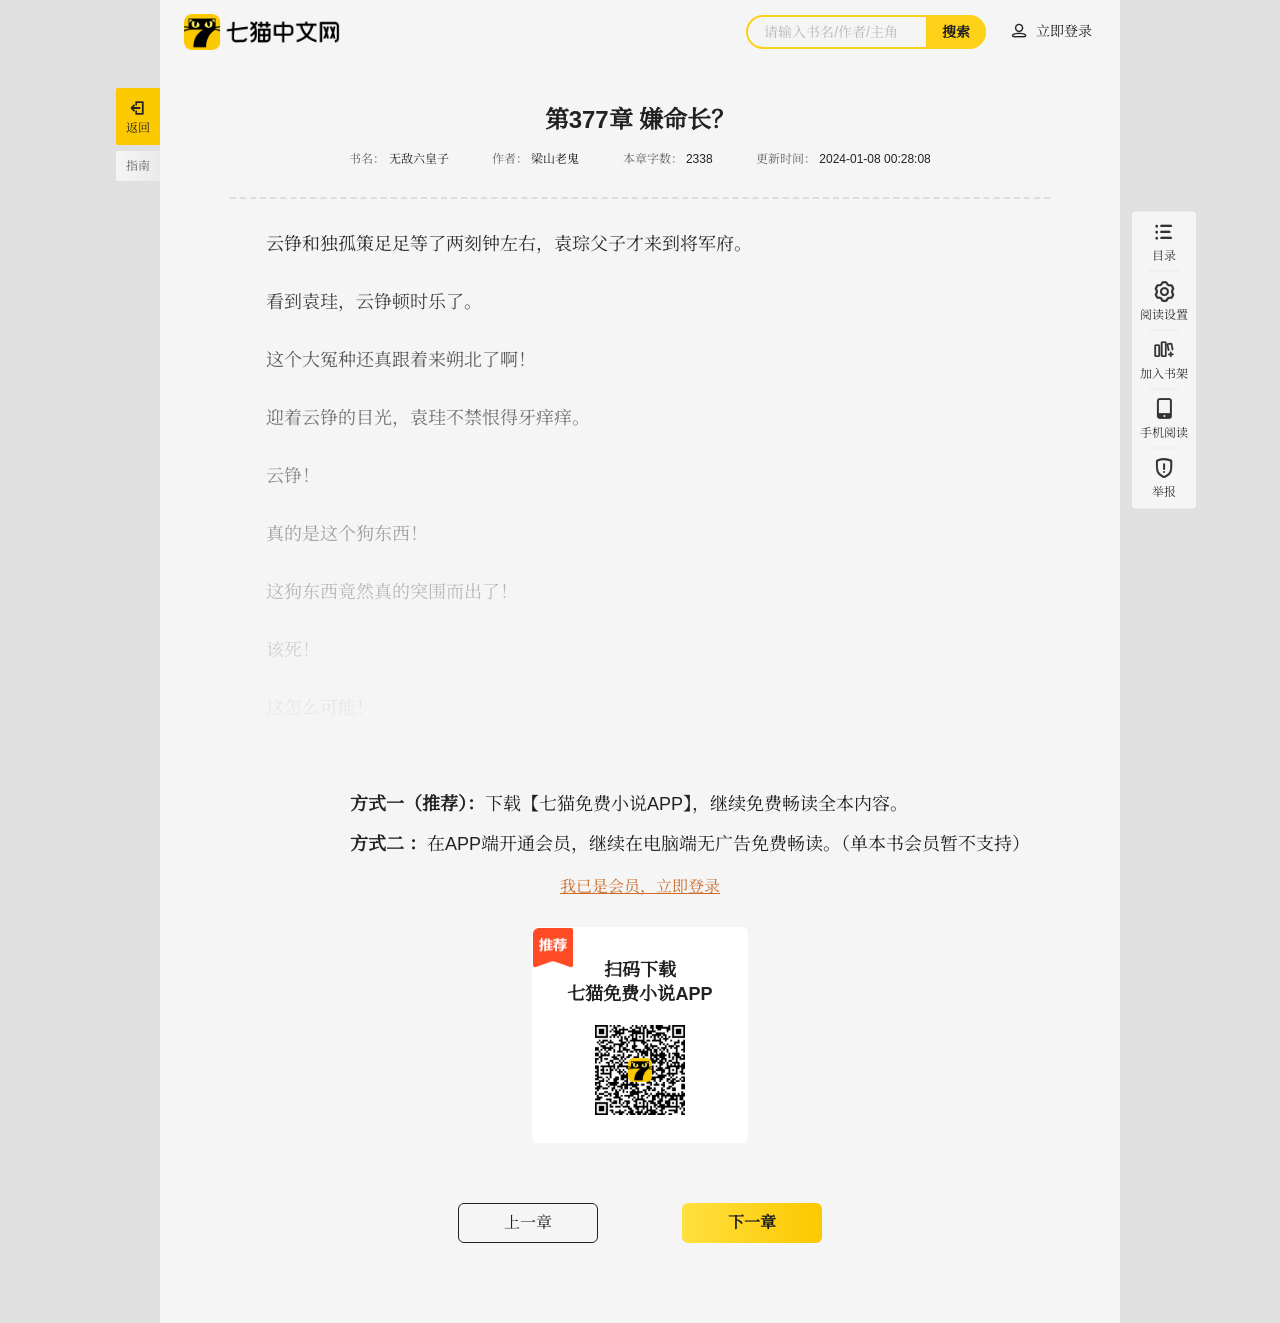 七猫中文网
请输入书名/作者/主角
搜索
立即登录
返回
指南
第377章 嫌命长？
书名： 无敌六皇子 作者： 梁山老鬼 本章字数： 2338 更新时间： 2024-01-08 00:28:08
云铮和独孤策足足等了两刻钟左右，袁琮父子才来到将军府。
看到袁珪，云铮顿时乐了。
这个大冤种还真跟着来朔北了啊！
迎着云铮的目光，袁珪不禁恨得牙痒痒。
云铮！
真的是这个狗东西！
这狗东西竟然真的突围而出了！
该死！
这怎么可能！
目录
阅读设置
加入书架
手机阅读
举报
方式一（推荐）：下载【七猫免费小说APP】，继续免费畅读全本内容。
方式二：在APP端开通会员，继续在电脑端无广告免费畅读。（单本书会员暂不支持）
我已是会员，立即登录
推荐
扫码下载
七猫免费小说APP
上一章
下一章